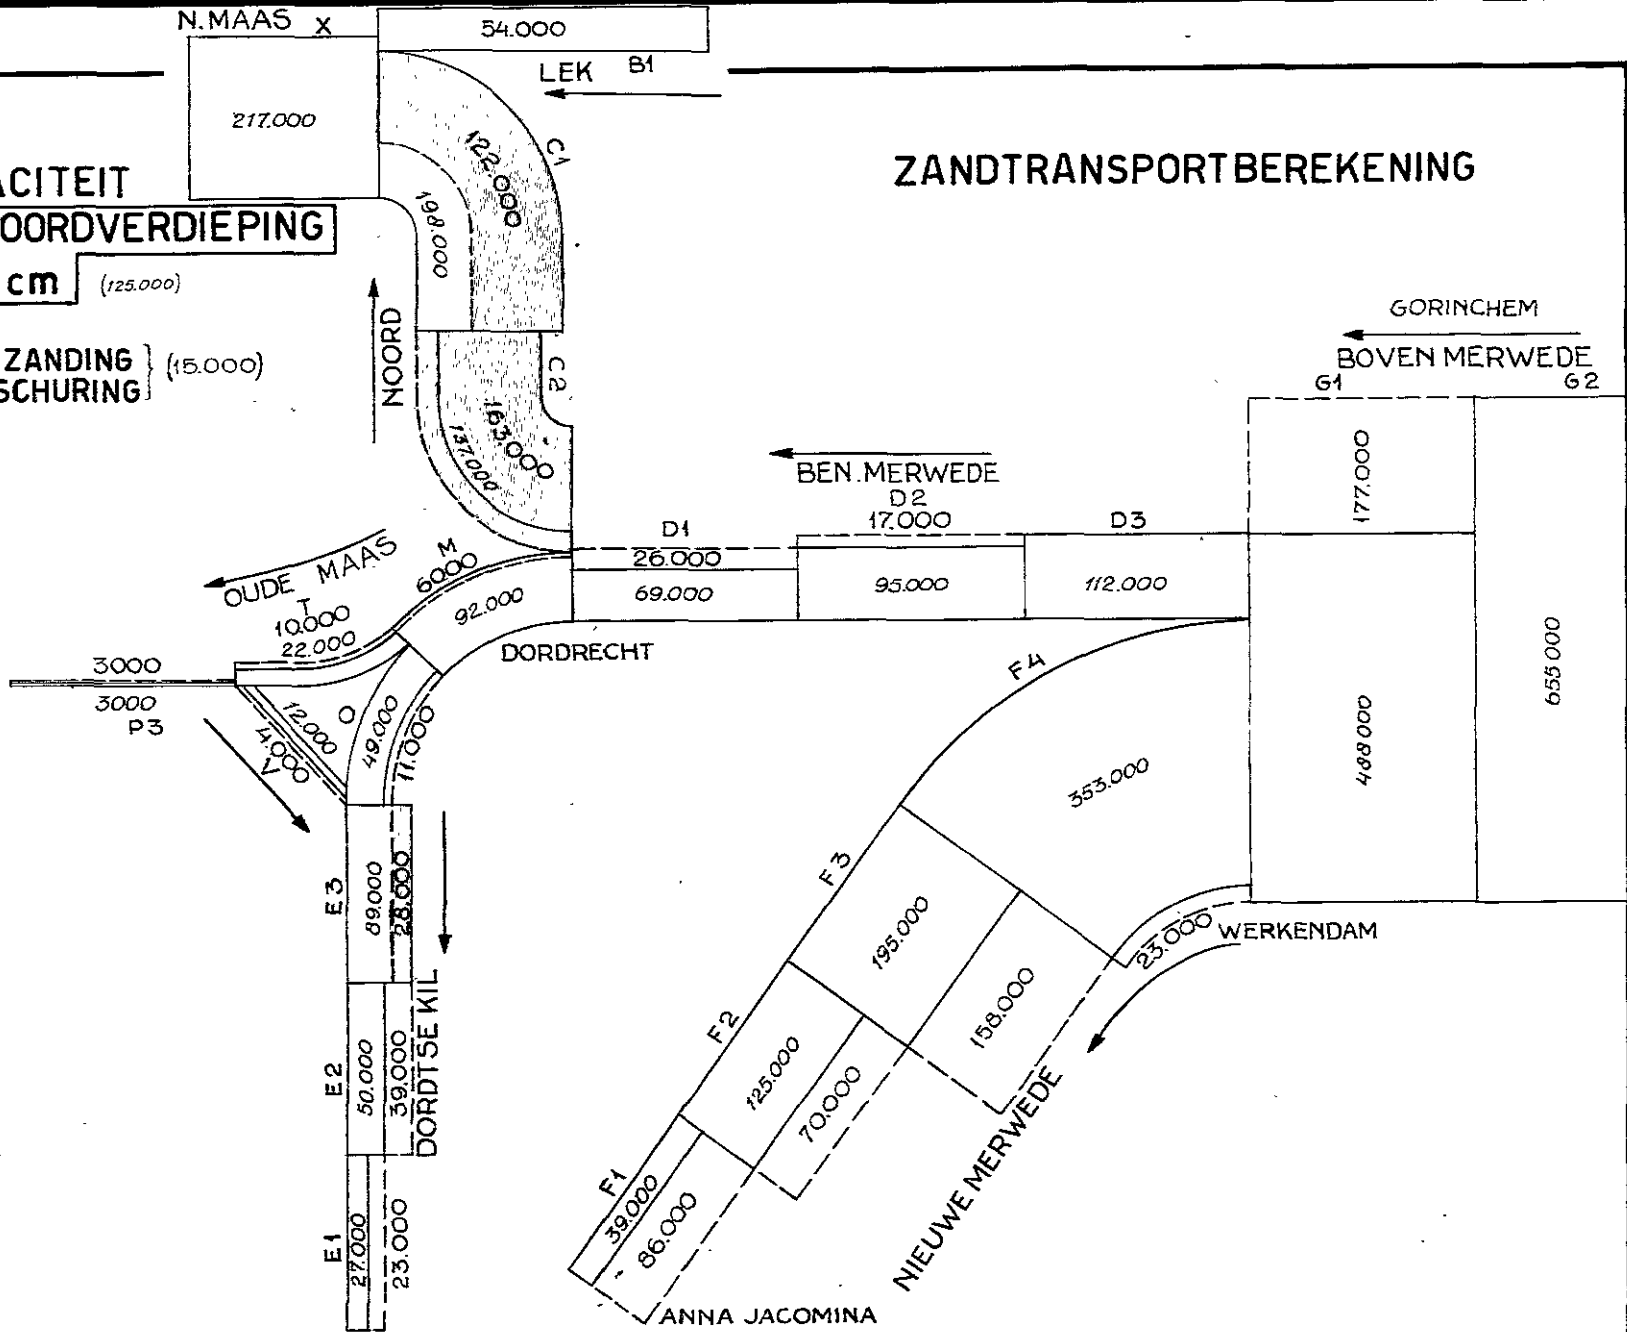 N.MAAS X
54.000
LEK B1
217.000
C1
122.000
198.000
ZANDTRANSPORTBEREKENING
ACITEIT
OORDVERDIEPING
cm (125.000)
ZANDING
SCHURING } (15.000)
NOORD
C2
163.000
137.000
GORINCHEM
BOVEN MERWEDE
G1 G2
177.000
488000
655000
BEN.MERWEDE
D2
17.000
D1
26.000
69.000
95.000
D3
112.000
OUDE MAAS
M
6000
92.000
T
10.000
22.000
DORDRECHT
3000
3000
P3
12.000
4.000
V
O
49.000
11.000
E3
89.000
28.000
E2
50.000
39.000
DORDTSE KIL
E1
27.000
23.000
F4
353.000
F3
195.000
158.000
23.000
WERKENDAM
F2
125.000
70.000
F1
39.000
86.000
NIEUWE MERWEDE
ANNA JACOMINA